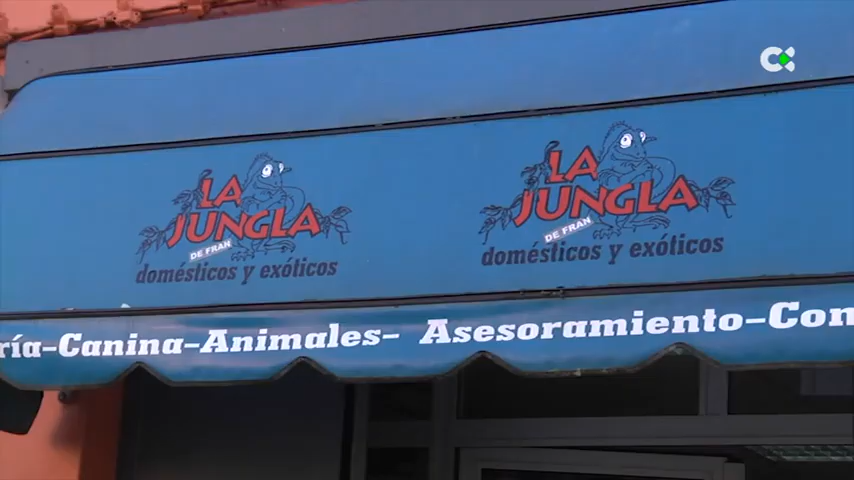 LA
JUNGLA
DE FRAN
domésticos y exóticos
LA
JUNGLA
DE FRAN
domésticos y exóticos
ría-Canina-Animales- Asesoramiento-Con